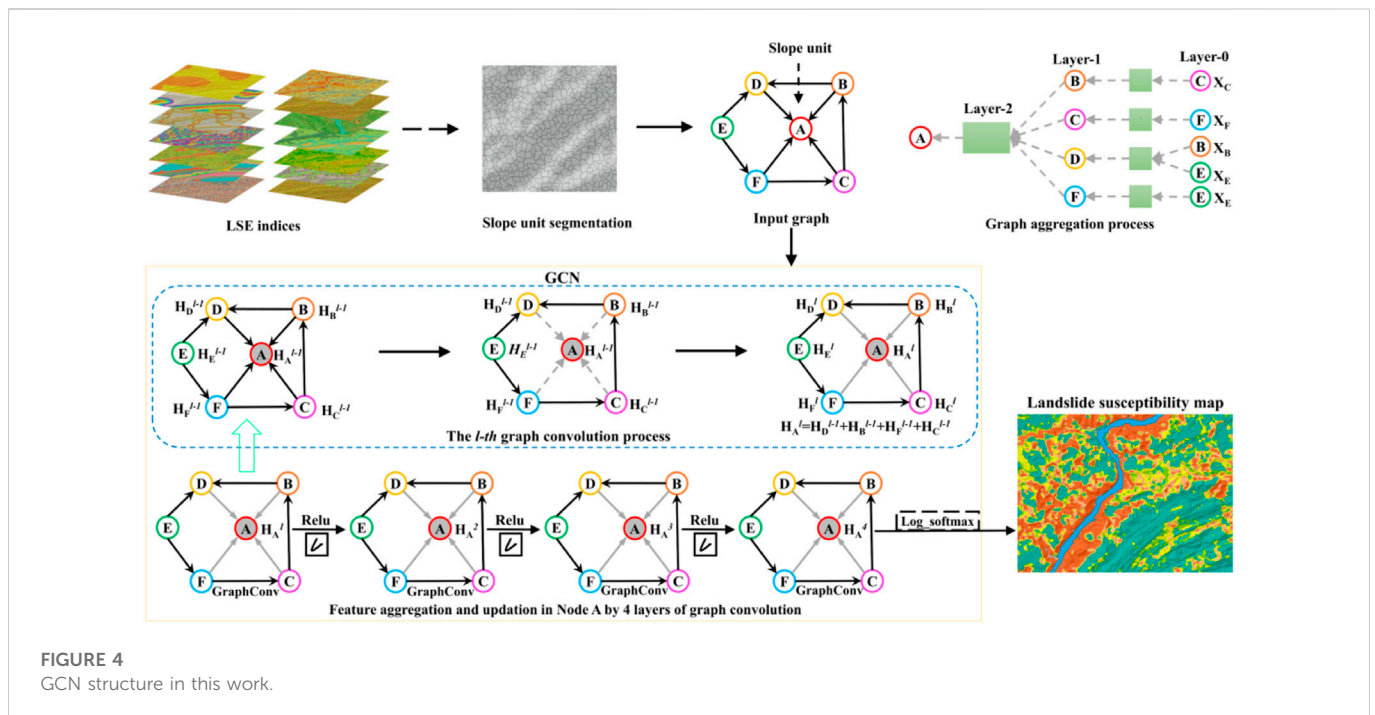 Slope unit
D
B
E
A
F
C
LSE indices
Slope unit segmentation
Input graph
Layer-1
Layer-0
Layer-2
B
C
X_C
A
C
F
X_F
D
B
X_B
E
X_E
F
E
X_E
Graph aggregation process
GCN
H_D^{l-1}
D
B
H_B^{l-1}
E
H_E^{l-1}
A
H_A^{l-1}
H_F^{l-1}
F
C
H_C^{l-1}
H_D^{l-1}
D
B
H_B^{l-1}
E
H_E^{l-1}
A
H_A^{l-1}
H_F^{l-1}
F
C
H_C^{l-1}
H_D^l
D
B
H_B^l
E
H_E^l
A
H_A^l
H_F^l
F
C
H_C^l
H_A^l=H_D^{l-1}+H_B^{l-1}+H_F^{l-1}+H_C^{l-1}
The l-th graph convolution process
D
B
E
A
H_A^1
F
C
GraphConv
Relu
D
B
E
A
H_A^2
F
C
GraphConv
Relu
D
B
E
A
H_A^3
F
C
GraphConv
Relu
D
B
E
A
H_A^4
F
C
GraphConv
Log_softmax
Feature aggregation and updation in Node A by 4 layers of graph convolution
Landslide susceptibility map
FIGURE 4
GCN structure in this work.